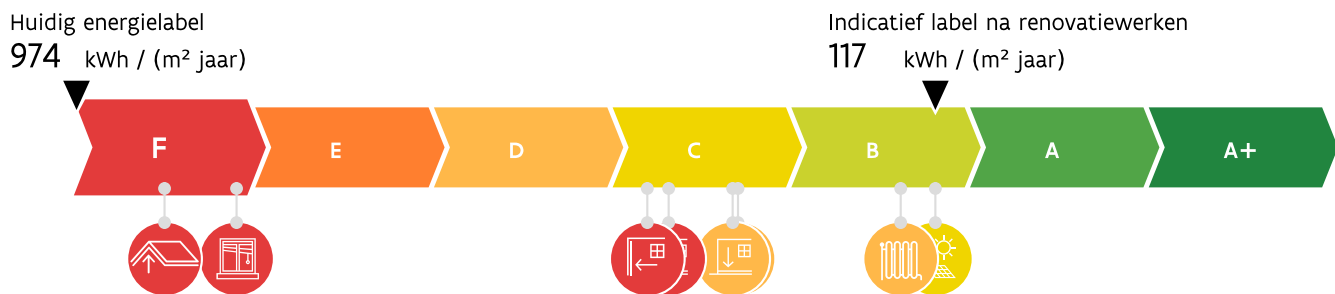 Huidig energielabel
974 kWh / (m² jaar)
Indicatief label na renovatiewerken
117 kWh / (m² jaar)
F E D C B A A+